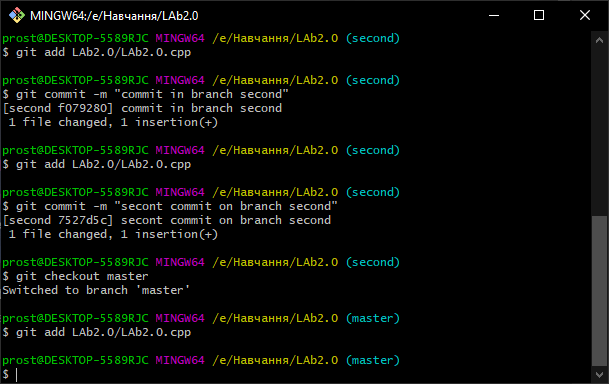 MINGW64:/e/Навчання/LAb2.0
prost@DESKTOP-5589RJC MINGW64 /e/Навчання/LAb2.0 (second)
$ git add LAb2.0/LAb2.0.cpp
prost@DESKTOP-5589RJC MINGW64 /e/Навчання/LAb2.0 (second)
$ git commit -m "commit in branch second"
[second f079280] commit in branch second
 1 file changed, 1 insertion(+)
prost@DESKTOP-5589RJC MINGW64 /e/Навчання/LAb2.0 (second)
$ git add LAb2.0/LAb2.0.cpp
prost@DESKTOP-5589RJC MINGW64 /e/Навчання/LAb2.0 (second)
$ git commit -m "secont commit on branch second"
[second 7527d5c] secont commit on branch second
 1 file changed, 1 insertion(+)
prost@DESKTOP-5589RJC MINGW64 /e/Навчання/LAb2.0 (second)
$ git checkout master
Switched to branch 'master'
prost@DESKTOP-5589RJC MINGW64 /e/Навчання/LAb2.0 (master)
$ git add LAb2.0/LAb2.0.cpp
prost@DESKTOP-5589RJC MINGW64 /e/Навчання/LAb2.0 (master)
$